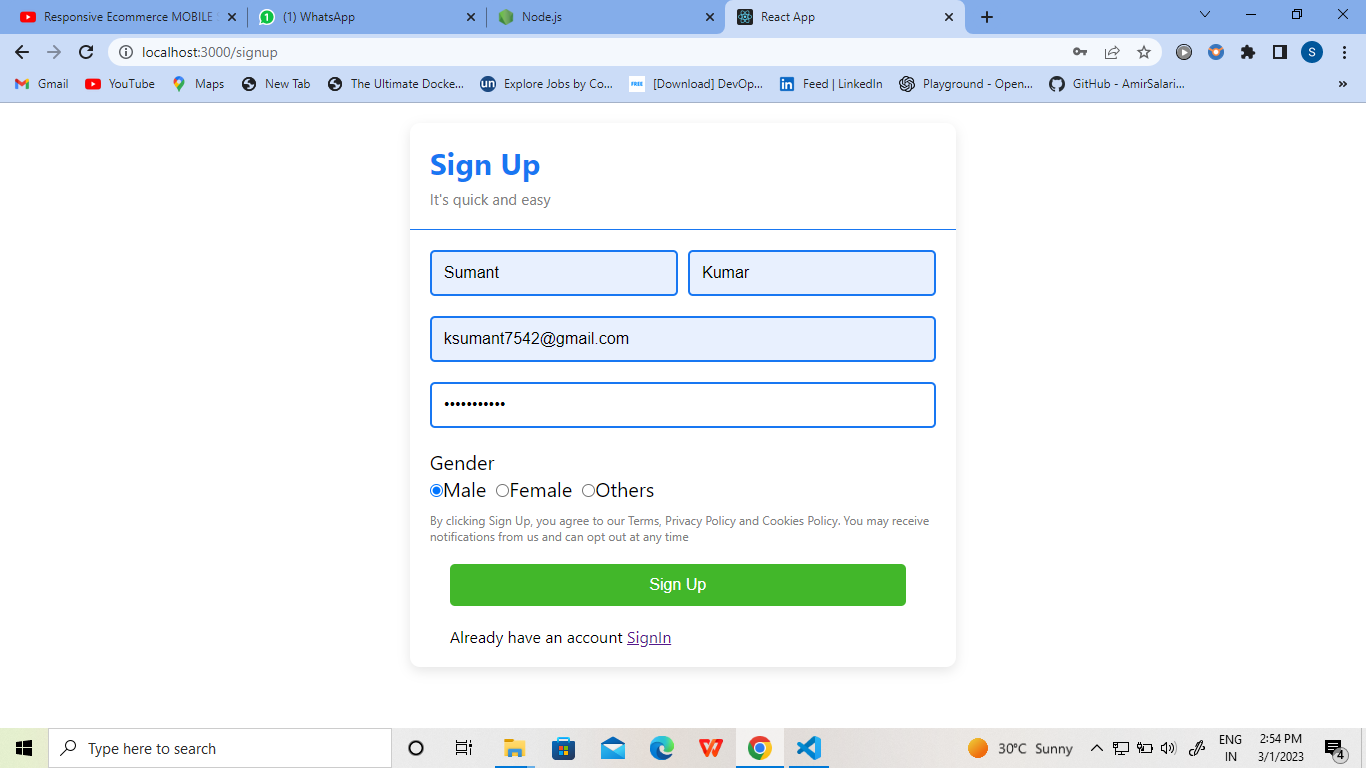 Responsive Ecommerce MOBILE
(1) WhatsApp
Node.js
React App
localhost:3000/signup
S
Gmail
YouTube
Maps
New Tab
The Ultimate Docke...
un
Explore Jobs by Co...
FREE
[Download] DevOp...
in
Feed | LinkedIn
Playground - Open...
GitHub - AmirSalari...
»
Sign Up
It's quick and easy
Sumant
Kumar
ksumant7542@gmail.com
•••••••••••
Gender
Male Female Others
By clicking Sign Up, you agree to our Terms, Privacy Policy and Cookies Policy. You may receive
notifications from us and can opt out at any time
Sign Up
Already have an account SignIn
Type here to search
30°C Sunny
ENG
IN
2:54 PM
3/1/2023
4